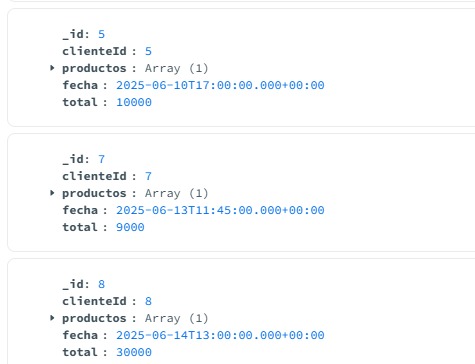 _id: 5
clienteId : 5
productos : Array (1)
fecha : 2025-06-10T17:00:00.000+00:00
total : 10000
_id: 7
clienteId : 7
productos : Array (1)
fecha : 2025-06-13T11:45:00.000+00:00
total : 9000
_id: 8
clienteId : 8
productos : Array (1)
fecha : 2025-06-14T13:00:00.000+00:00
total : 30000